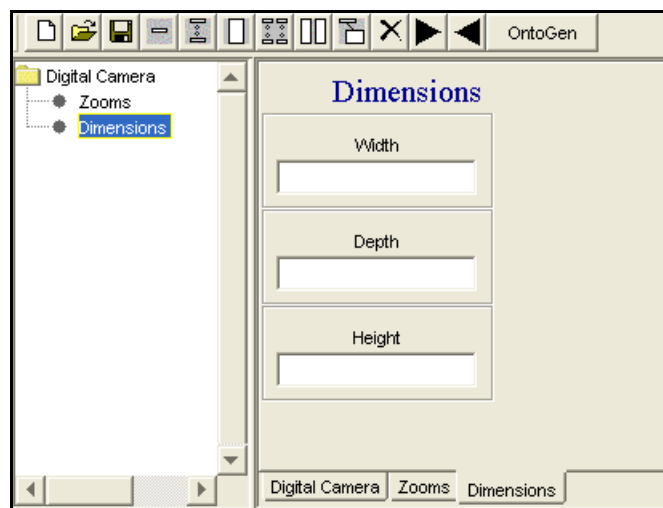 OntoGen
Digital Camera
Zooms
Dimensions
Dimensions
Width
Depth
Height
Digital Camera Zooms Dimensions